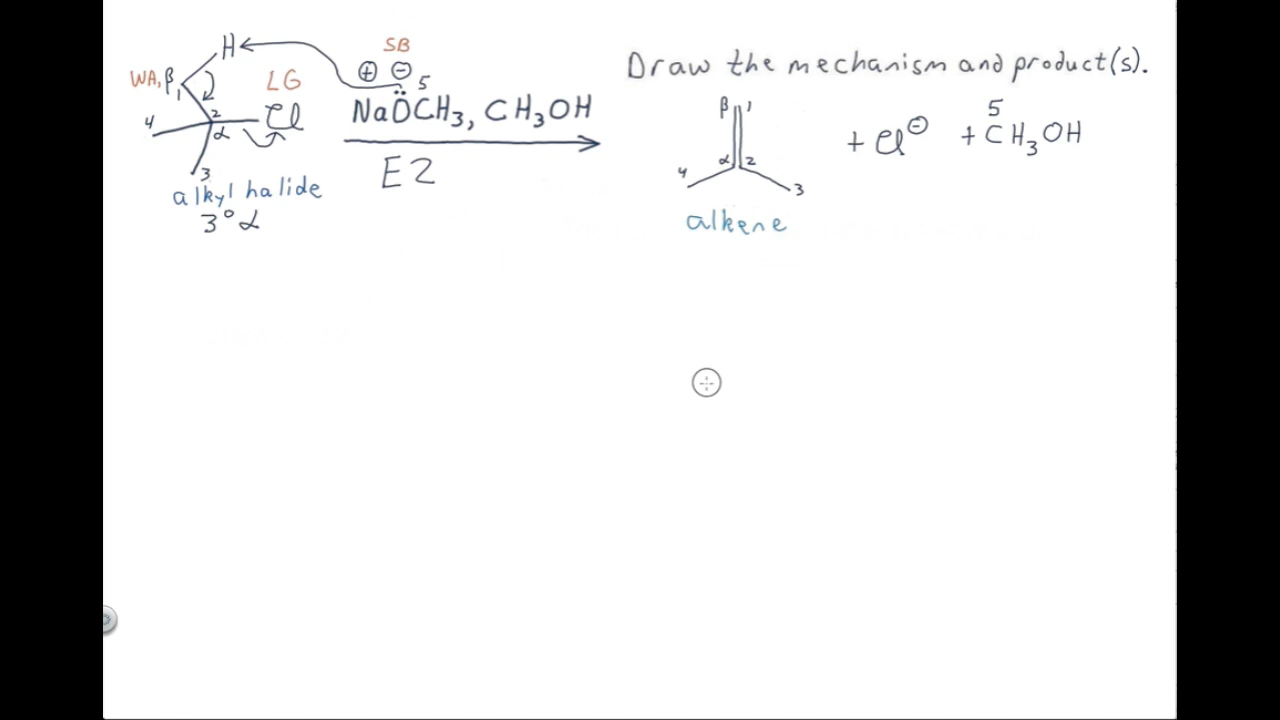 H
SB
⊕ ⊖
WA, β
1
LG
5
4
2
α
Cl
NaÖCH₃, CH₃OH
3
E2
alkyl halide
3° α
Draw the mechanism and product(s).
β 1
α 2
4
3
+ Cl⊖
5
+ CH₃OH
alkene